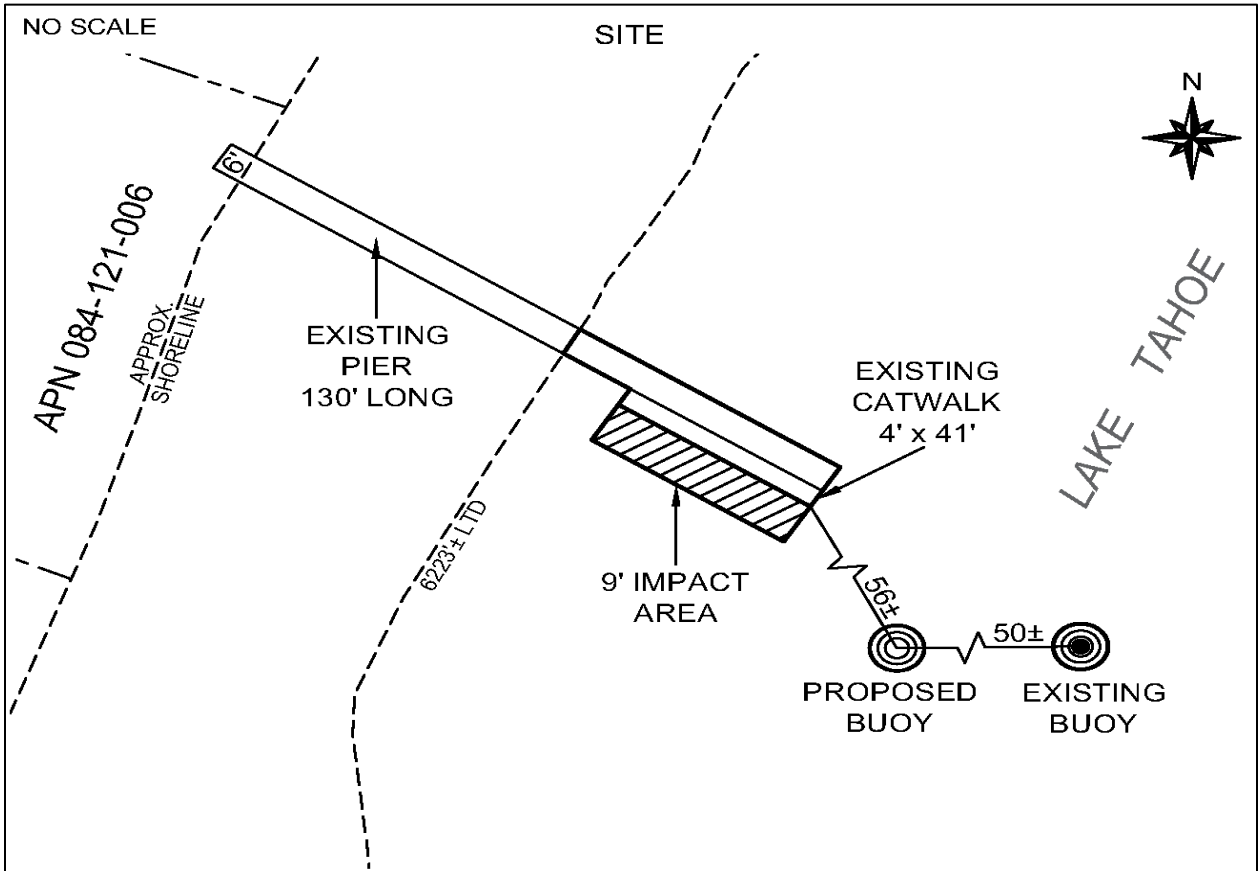 NO SCALE
SITE
N
6'
APN 084-121-006
APPROX.
SHORELINE
EXISTING
PIER
130' LONG
EXISTING
CATWALK
4' x 41'
LAKE TAHOE
6223'± LTD
9' IMPACT
AREA
56±
50±
PROPOSED
BUOY
EXISTING
BUOY